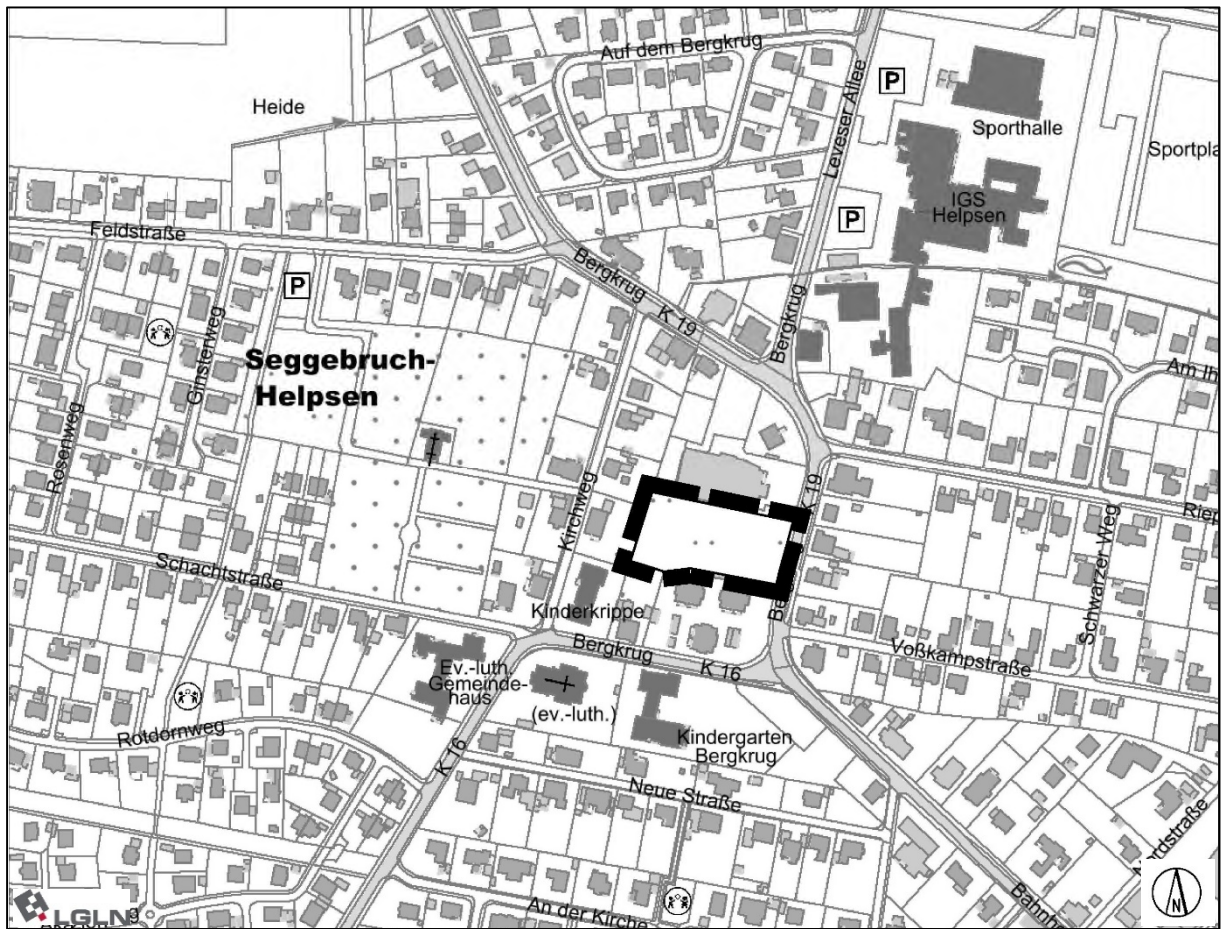 Auf dem Bergkrug
P
Leveser Allee
Heide
Sporthalle
IGS
Helpsen
P
Feldstraße
Bergkrug
K 19
P
Bergkrug
Ginsterweg
Seggebruch-
Helpsen
Rosenweg
Kirchweg
K 19
Schwarzer Weg
Schachtstraße
Kinderkrippe
Bergkrug
K 16
Voßkampstraße
Ev.-luth.
Gemeinde-
haus
(ev.-luth.)
Kindergarten
Bergkrug
Rotdornweg
K 16
Neue Straße
An der Kirche
LGLN
N